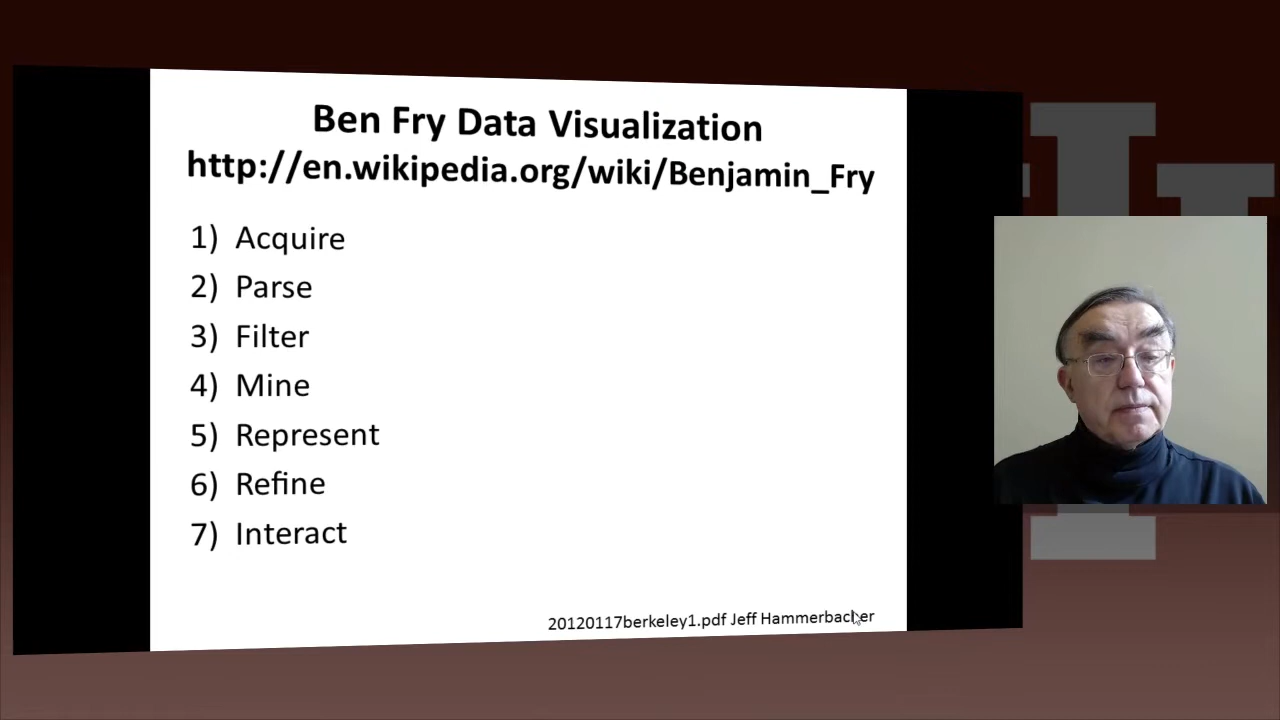 Ben Fry Data Visualization
http://en.wikipedia.org/wiki/Benjamin_Fry
1) Acquire
2) Parse
3) Filter
4) Mine
5) Represent
6) Refine
7) Interact
20120117berkeley1.pdf Jeff Hammerbacher